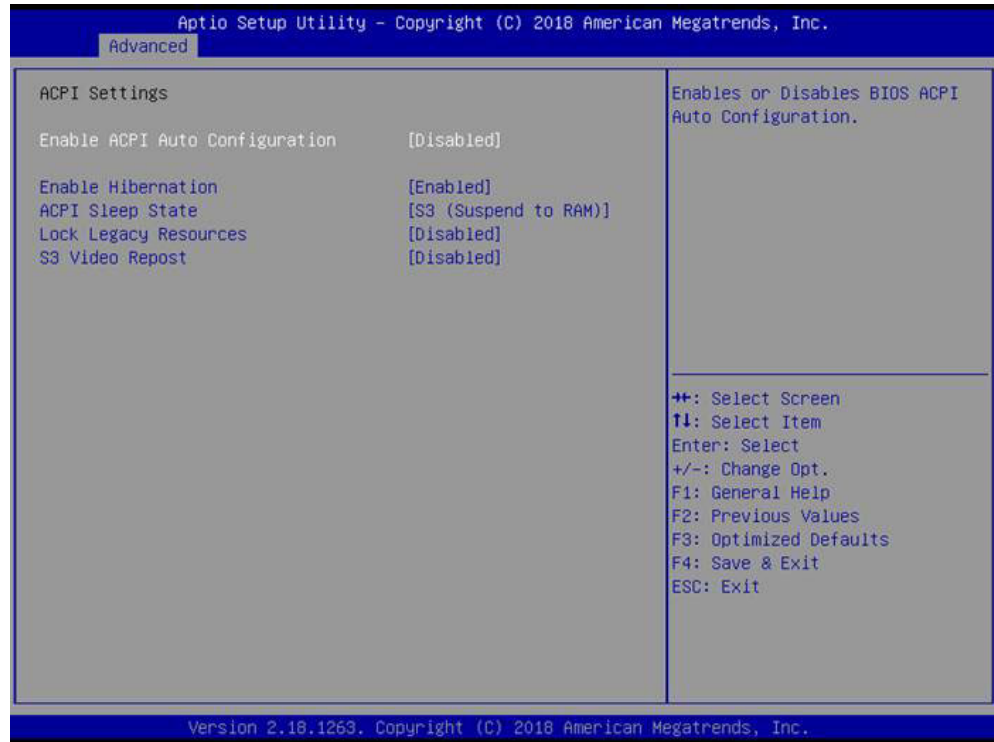 Aptio Setup Utility – Copyright (C) 2018 American Megatrends, Inc.
Advanced
ACPI Settings
Enable ACPI Auto Configuration [Disabled]
Enable Hibernation [Enabled]
ACPI Sleep State [S3 (Suspend to RAM)]
Lock Legacy Resources [Disabled]
S3 Video Repost [Disabled]
Enables or Disables BIOS ACPI
Auto Configuration.
→←: Select Screen
↑↓: Select Item
Enter: Select
+/-: Change Opt.
F1: General Help
F2: Previous Values
F3: Optimized Defaults
F4: Save & Exit
ESC: Exit
Version 2.18.1263. Copyright (C) 2018 American Megatrends, Inc.